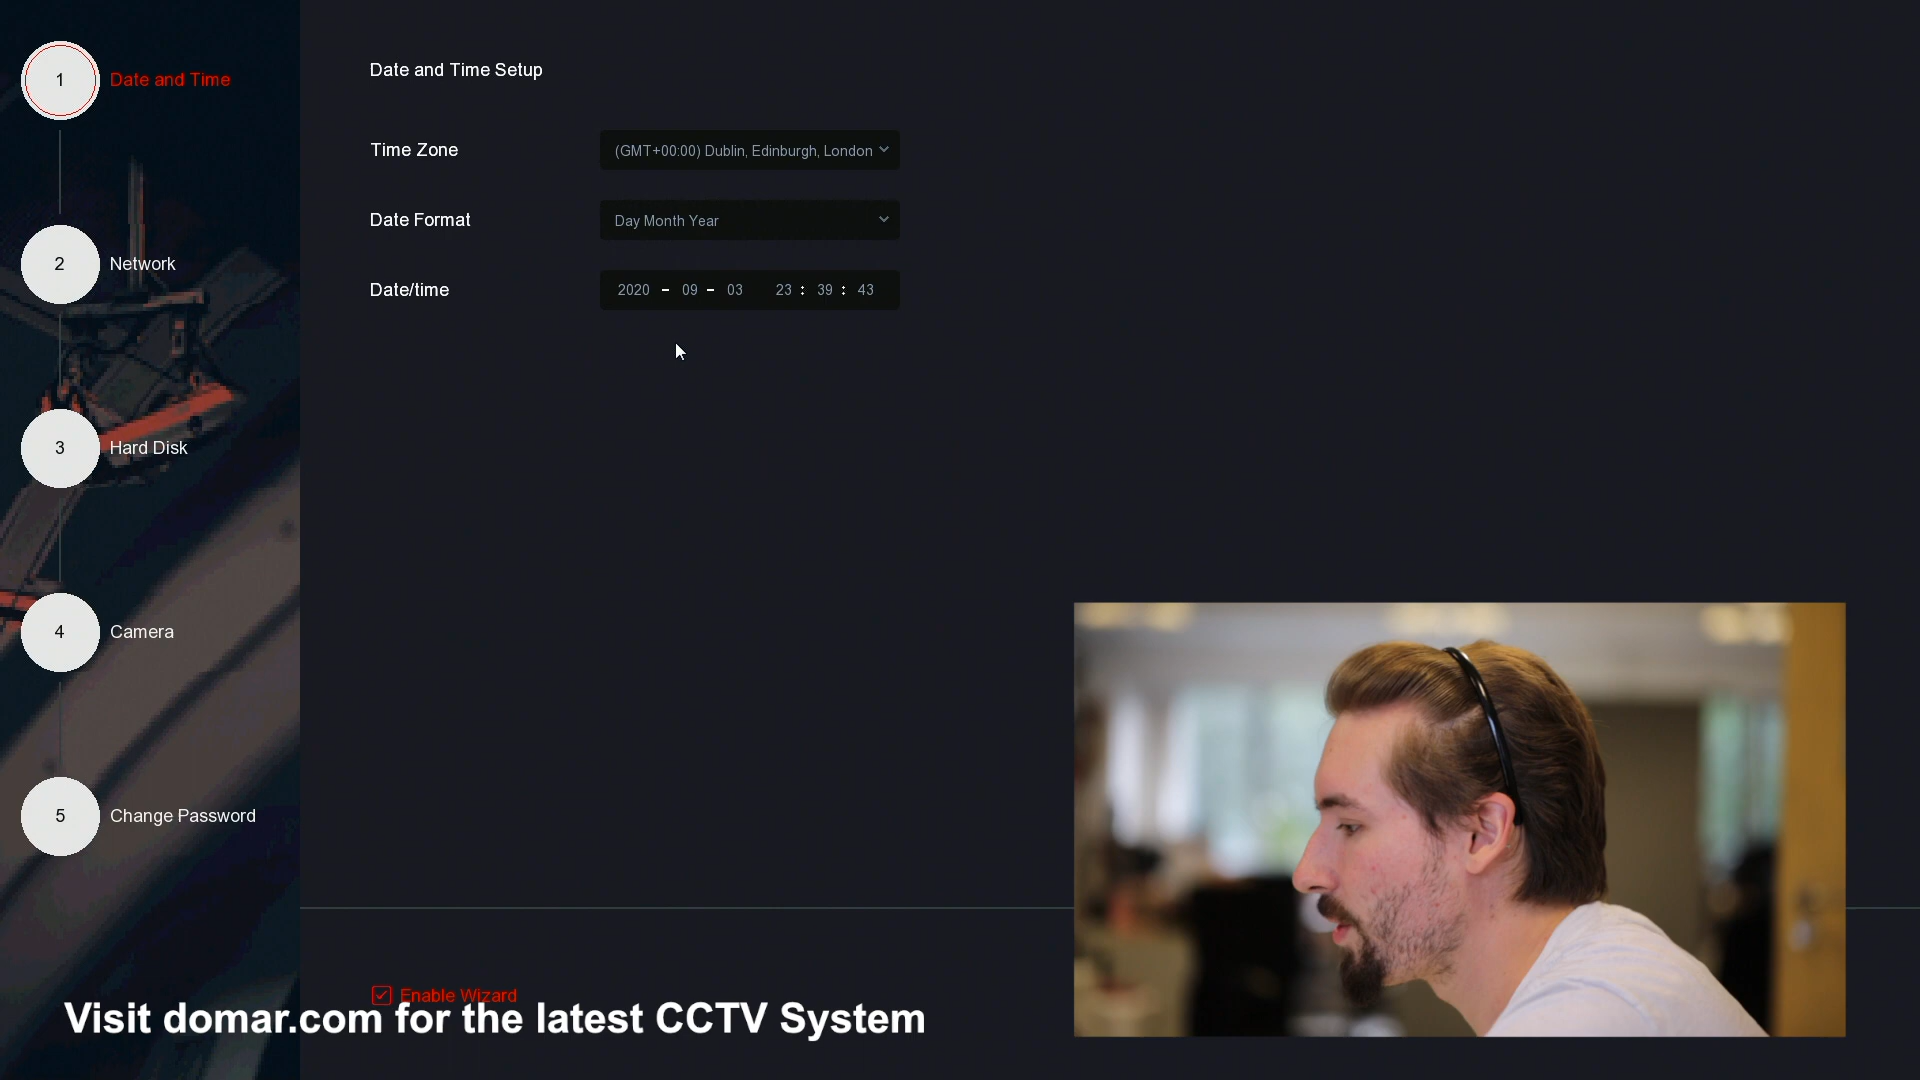 1 Date and Time
2 Network
3 Hard Disk
4 Camera
5 Change Password
Date and Time Setup
Time Zone (GMT+00:00) Dublin, Edinburgh, London
Date Format Day Month Year
Date/time 2020 - 09 - 03 23 : 39 : 43
Enable Wizard
Visit domar.com for the latest CCTV System